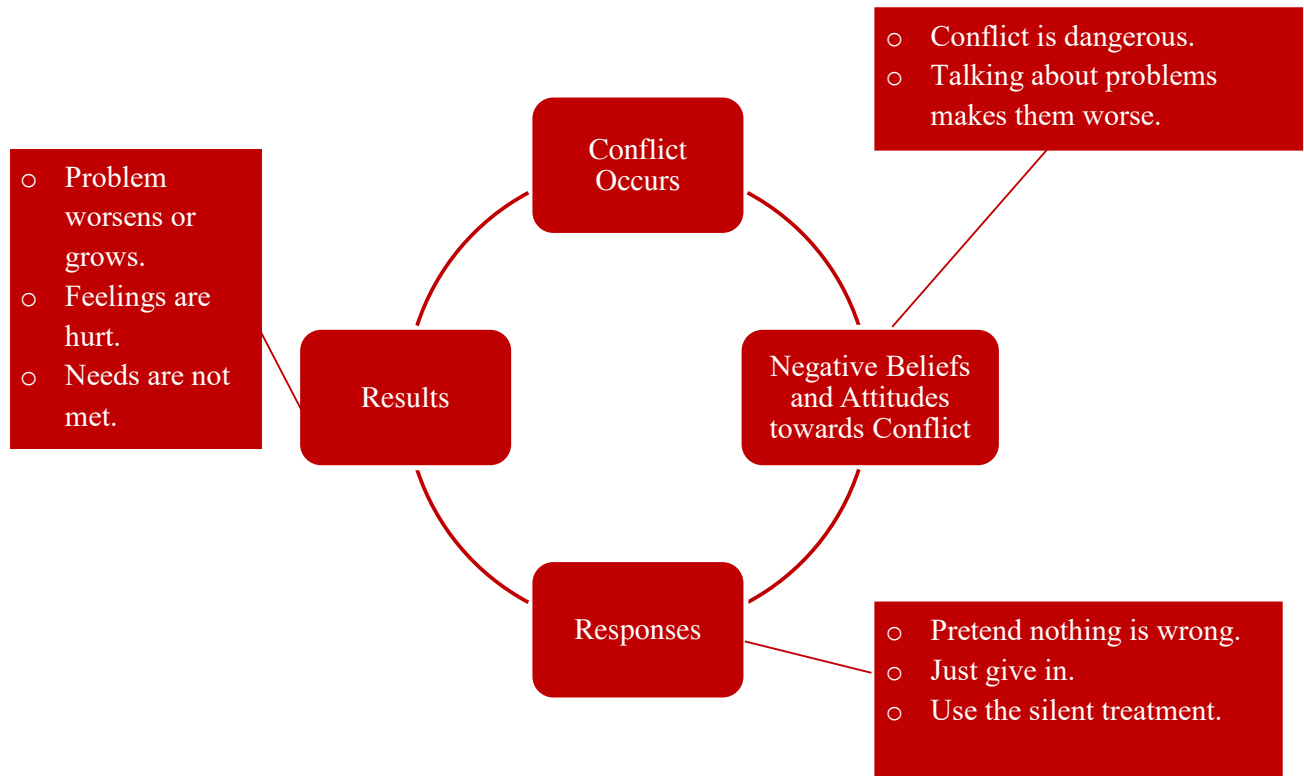 Conflict
Occurs
o Conflict is dangerous.
o Talking about problems
makes them worse.
Negative Beliefs
and Attitudes
towards Conflict
Responses
o Pretend nothing is wrong.
o Just give in.
o Use the silent treatment.
Results
o Problem
worsens or
grows.
o Feelings are
hurt.
o Needs are not
met.